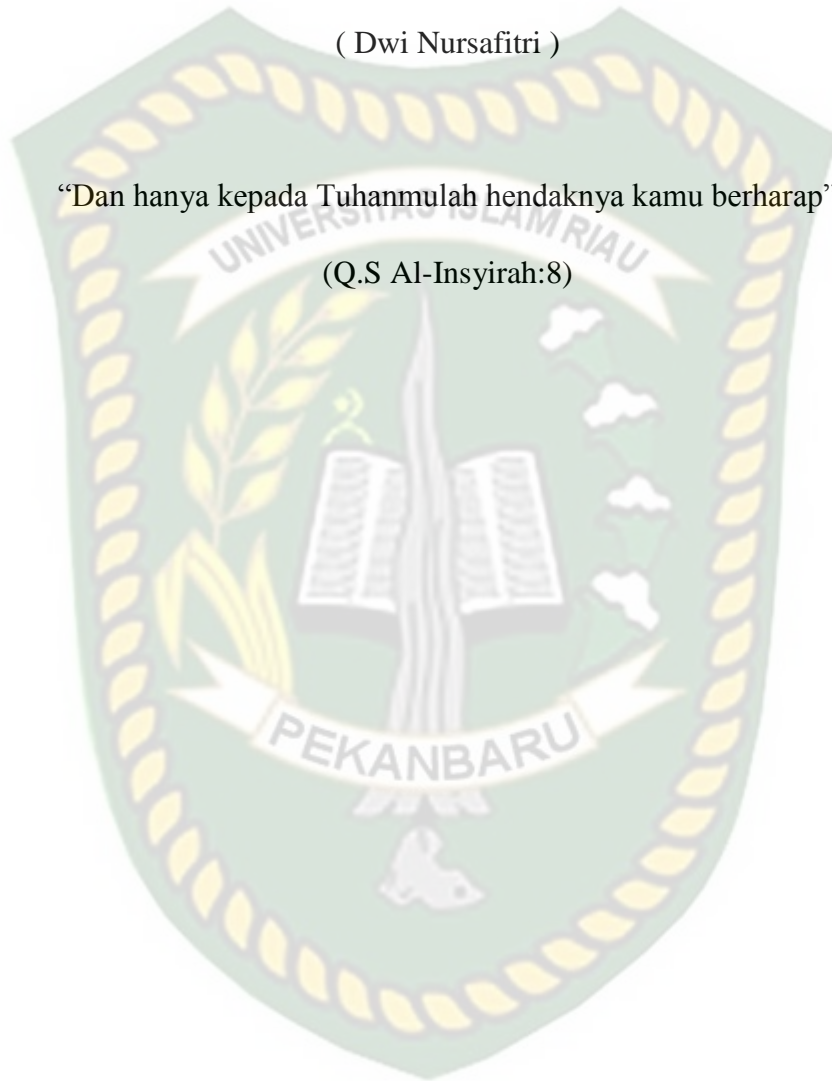 ( Dwi Nursafitri )
“Dan hanya kepada Tuhanmulah hendaknya kamu berharap”
UNIVERSITAS ISLAM RIAU
(Q.S Al-Insyirah:8)
PEKANBARU